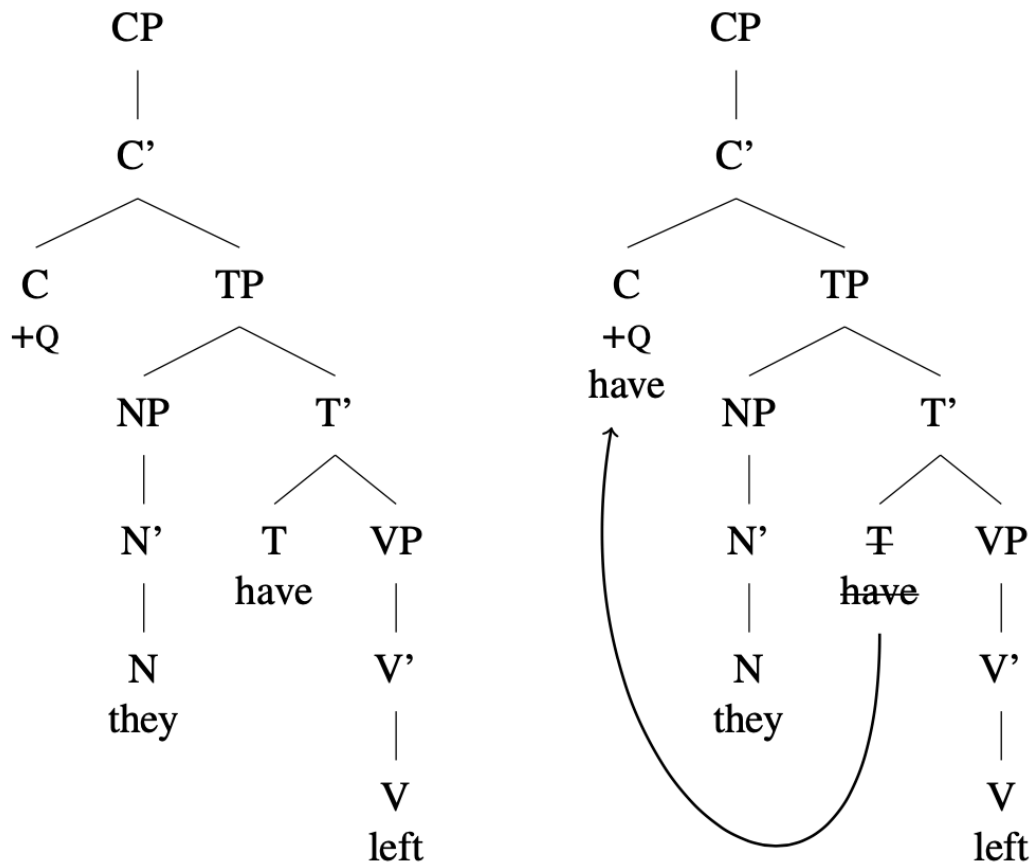 CP CP
C’ C’
C TP C TP
+Q +Q
have
NP T’ NP T’
N’ T VP N’ T VP
have have
N V’ N V’
they they
V V
left left